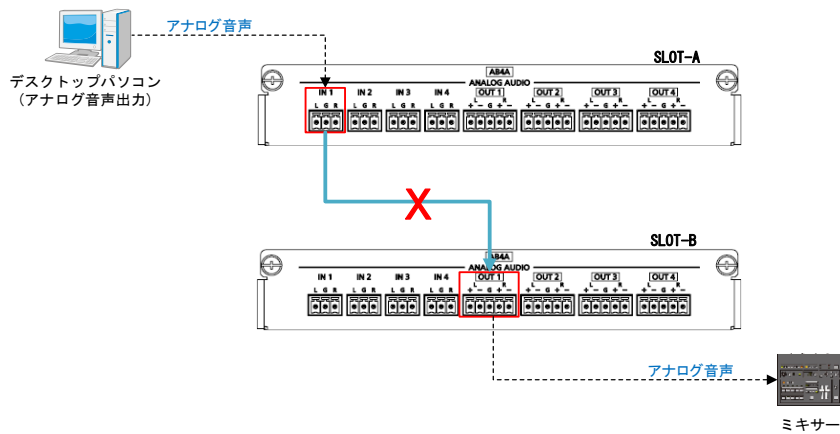 アナログ音声
デスクトップパソコン
（アナログ音声出力）
SLOT-A
AB4A
ANALOG AUDIO
IN 1 IN 2 IN 3 IN 4 OUT 1 OUT 2 OUT 3 OUT 4
L G R L G R L G R L G R L R L R L R L R
+ - G + - + - G + - + - G + - + - G + -
X
SLOT-B
AB4A
ANALOG AUDIO
IN 1 IN 2 IN 3 IN 4 OUT 1 OUT 2 OUT 3 OUT 4
L G R L G R L G R L G R L R L R L R L R
+ - G + - + - G + - + - G + - + - G + -
アナログ音声
ミキサー